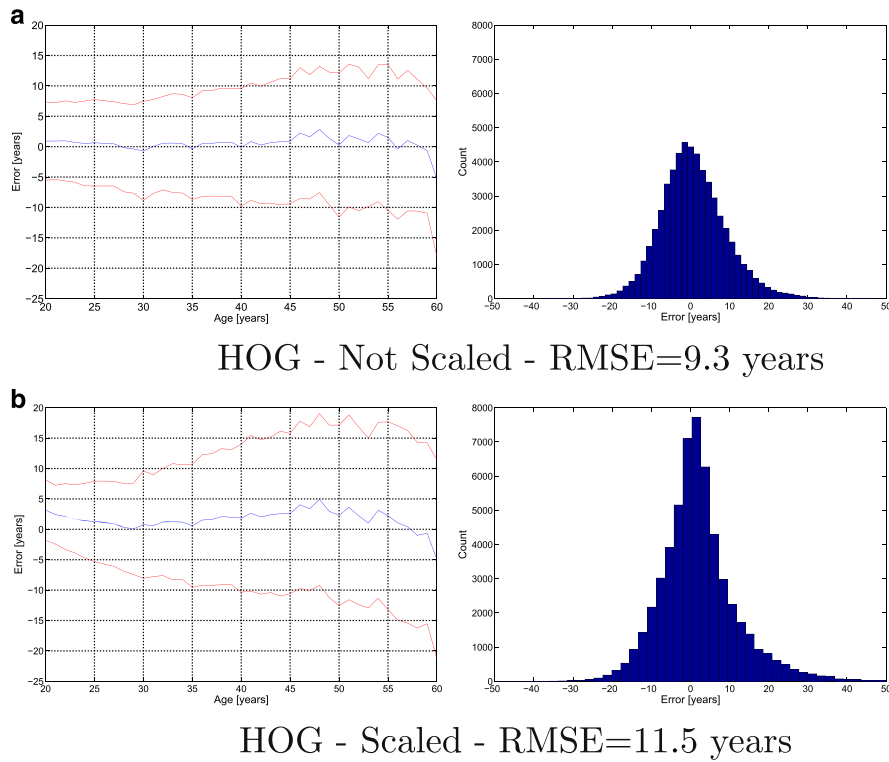 a
20
15
10
5
0
−5
−10
−15
−20
−25
Error [years]
20 25 30 35 40 45 50 55 60
Age [years]
8000
7000
6000
5000
4000
3000
2000
1000
0
Count
−50 −40 −30 −20 −10 0 10 20 30 40 50
Error [years]
HOG - Not Scaled - RMSE=9.3 years
b
20
15
10
5
0
−5
−10
−15
−20
−25
Error [years]
20 25 30 35 40 45 50 55 60
Age [years]
8000
7000
6000
5000
4000
3000
2000
1000
0
Count
−50 −40 −30 −20 −10 0 10 20 30 40 50
Error [years]
HOG - Scaled - RMSE=11.5 years